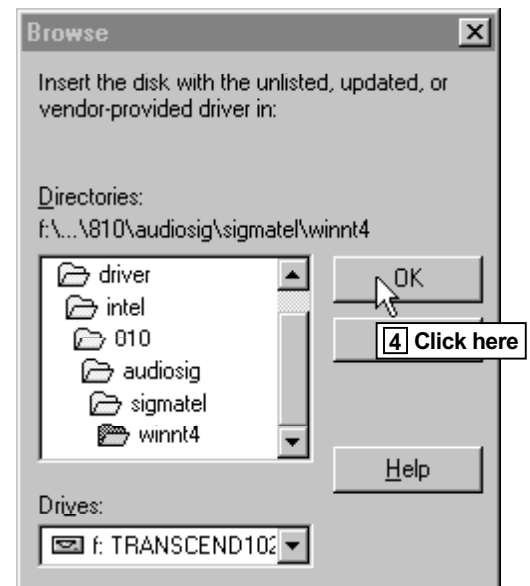 Browse
Insert the disk with the unlisted, updated, or
vendor-provided driver in:
Directories:
f:\...\810\audiosig\sigmatel\winnt4
driver
intel
010
audiosig
sigmatel
winnt4
OK
4 Click here
Help
Drives:
f: TRANSCEND102